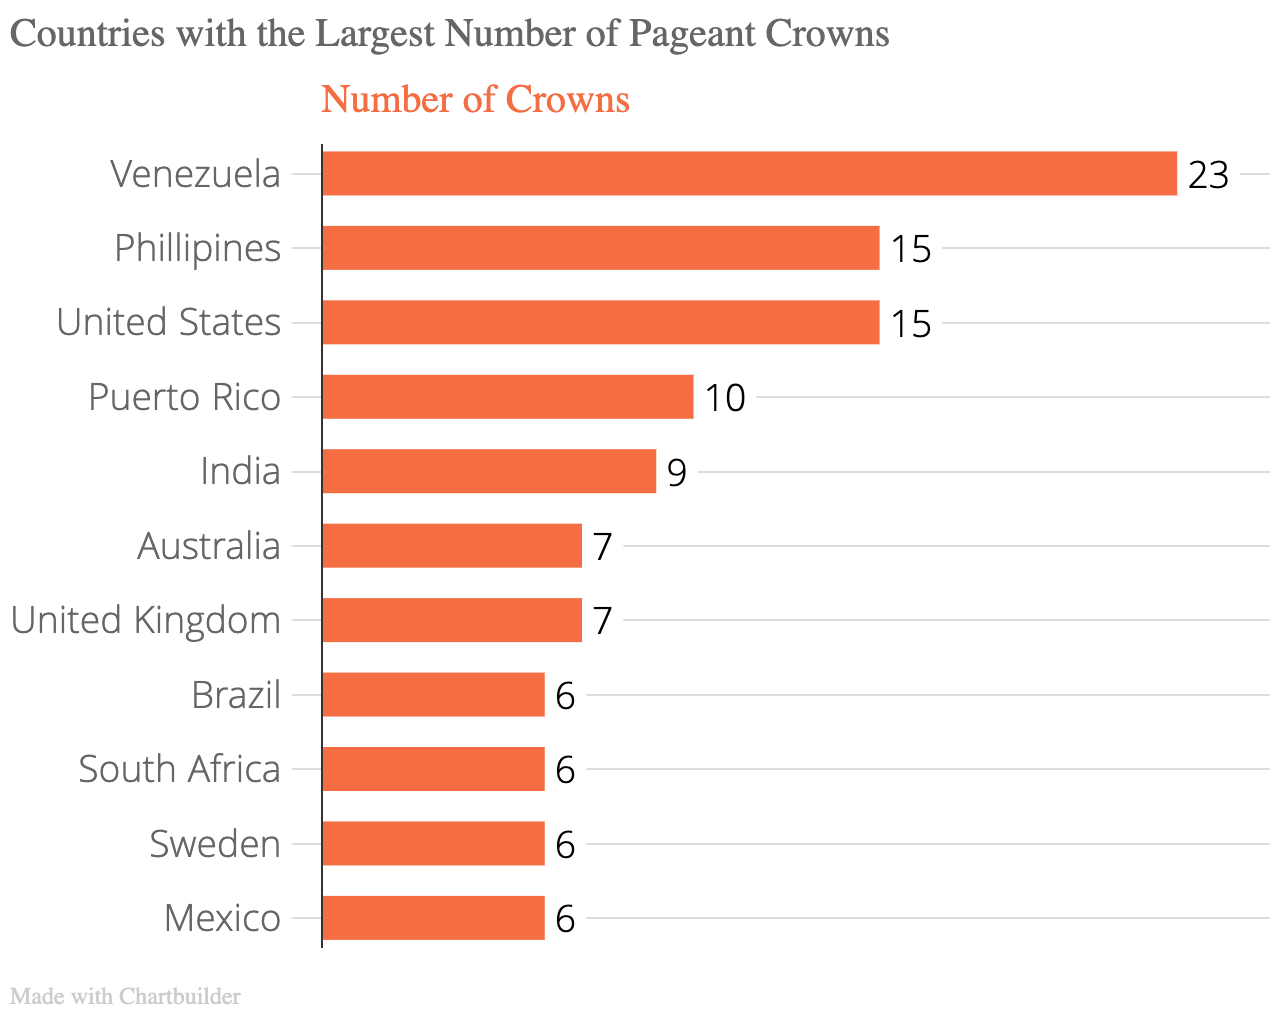 Countries with the Largest Number of Pageant Crowns
Number of Crowns
Venezuela 23
Phillipines 15
United States 15
Puerto Rico 10
India 9
Australia 7
United Kingdom 7
Brazil 6
South Africa 6
Sweden 6
Mexico 6
Made with Chartbuilder